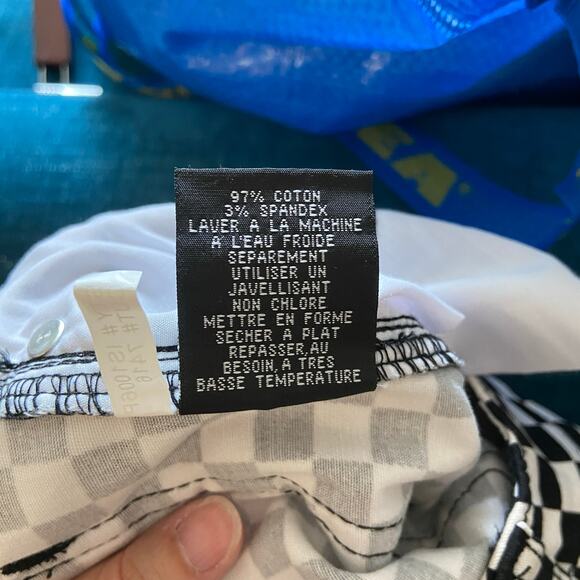 97% COTON
3% SPANDEX
LAVER A LA MACHINE
A L'EAU FROIDE
SEPAREMENT
UTILISER UN
JAVELLISANT
NON CHLORE
METTRE EN FORME
SECHER A PLAT
REPASSER,AU
BESOIN,A TRES
BASSE TEMPERATURE